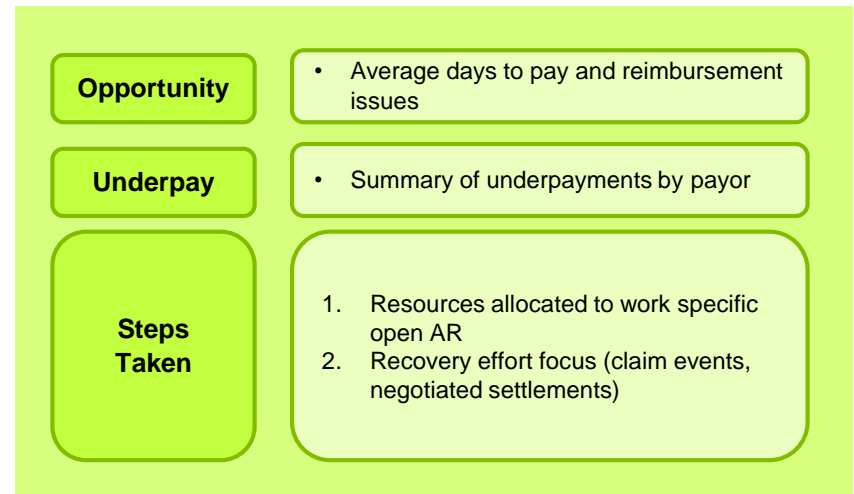 Opportunity
• Average days to pay and reimbursement
issues
Underpay
• Summary of underpayments by payor
Steps
Taken
1. Resources allocated to work specific
open AR
2. Recovery effort focus (claim events,
negotiated settlements)